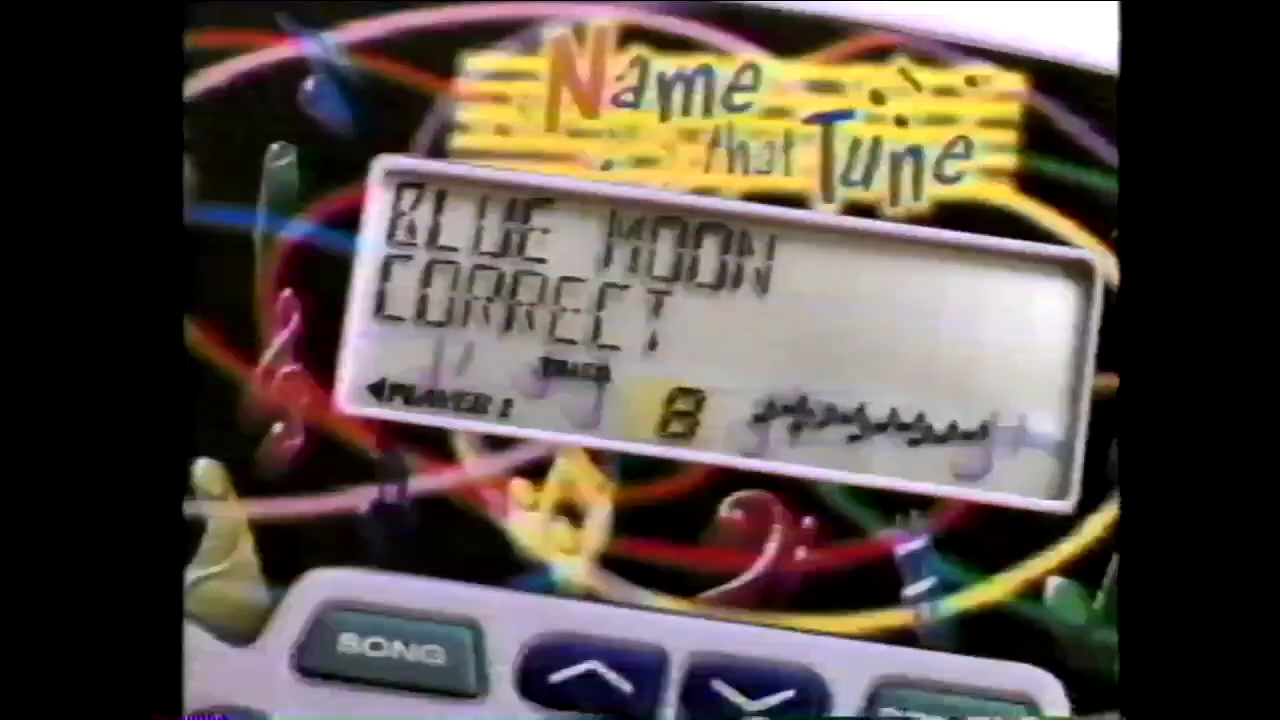 Name
that Tune
BLUE MOON
CORRECT
◀PLAYER 1
8
SONG